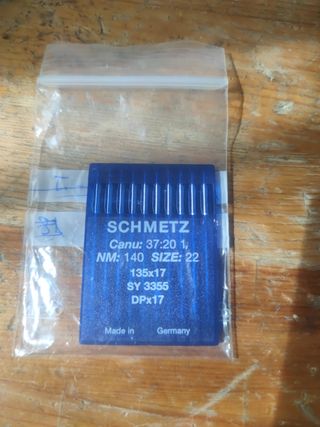 SCHMETZ
Canu: 37:20 1
NM: 140 SIZE: 22
135x17
SY 3355
DPx17
Made in Germany